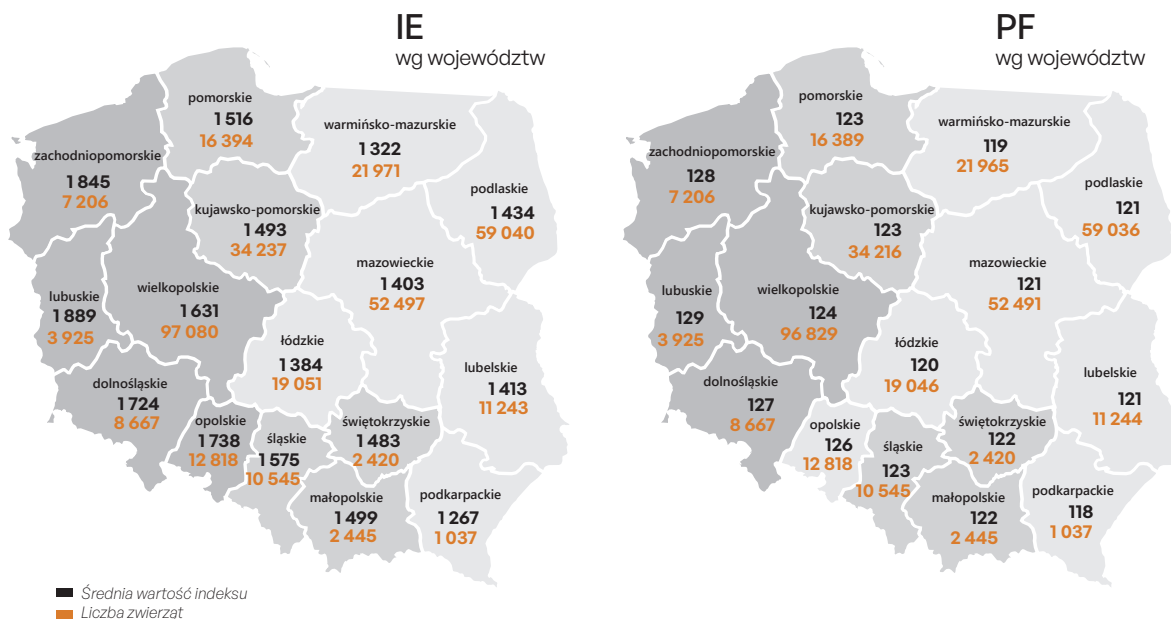 IE
wg województw
pomorskie
1 516
16 394
warmińsko-mazurskie
1 322
21 971
zachodniopomorskie
1 845
7 206
podlaskie
1 434
59 040
kujawsko-pomorskie
1 493
34 237
mazowieckie
1 403
52 497
lubuskie
1 889
3 925
wielkopolskie
1 631
97 080
łódzkie
1 384
19 051
lubelskie
1 413
11 243
dolnośląskie
1 724
8 667
opolskie
1 738
12 818
śląskie
1 575
10 545
świętokrzyskie
1 483
2 420
małopolskie
1 499
2 445
podkarpackie
1 267
1 037
Średnia wartość indeksu
Liczba zwierząt
PF
wg województw
pomorskie
123
16 389
warmińsko-mazurskie
119
21 965
zachodniopomorskie
128
7 206
podlaskie
121
59 036
kujawsko-pomorskie
123
34 216
mazowieckie
121
52 491
lubuskie
129
3 925
wielkopolskie
124
96 829
łódzkie
120
19 046
lubelskie
121
11 244
dolnośląskie
127
8 667
opolskie
126
12 818
śląskie
123
10 545
świętokrzyskie
122
2 420
małopolskie
122
2 445
podkarpackie
118
1 037